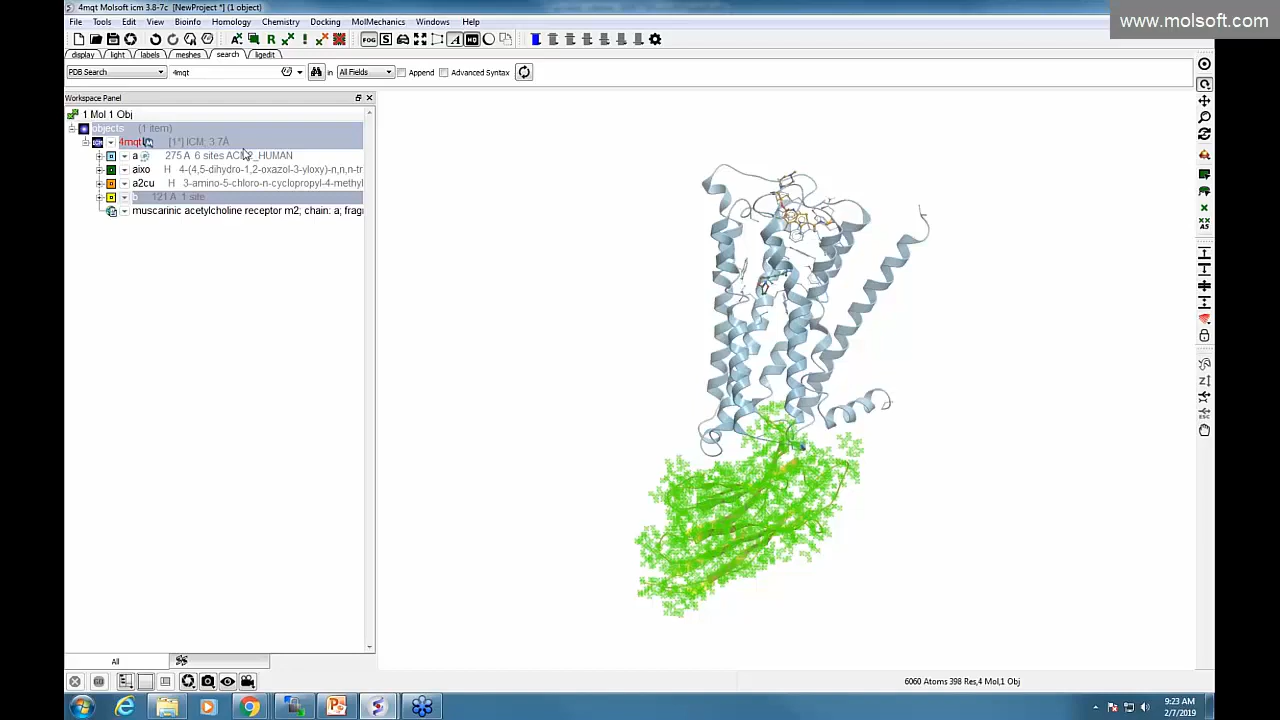 4mqt Molsoft icm 3.8-7c [NewProject *] (1 object)
www.molsoft.com
File Tools Edit View Bioinfo Homology Chemistry Docking MolMechanics Windows Help
FOG S A HD
display light labels meshes search ligedit
PDB Search 4mqt in All Fields Append Advanced Syntax
Workspace Panel
1 Mol 1 Obj
objects (1 item)
4mqt [1*] ICM; 3.7Å
a 275 A 6 sites _HUMAN
aixo H 4-(4,5-dihydro-1,2-oxazol-3-yloxy)-n,n,n-tr
a2cu H 3-amino-5-chloro-n-cyclopropyl-4-methyl
b 121 A 1 site
muscarinic acetylcholine receptor m2; chain: a; fragr
All
6060 Atoms 398 Res,4 Mol,1 Obj
9:23 AM
2/7/2019